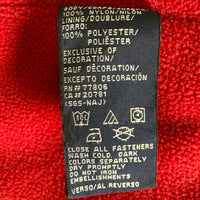 100% NYLON/NILON
LINING/DOUBLURE/
FORRO:
100% POLYESTER/
POLIÉSTER
EXCLUSIVE OF
DECORATION/
SAUF DÉCORATION/
EXCEPTO DECORACIÓN
RN #77806
CA #20781
(SGS-NAJ)
CLOSE ALL FASTENERS
WASH COLD. DARK
COLORS SEPARATELY
DRY PROMPTLY
DO NOT IRON
EMBELLISHMENTS
VERSO/AL REVERSO